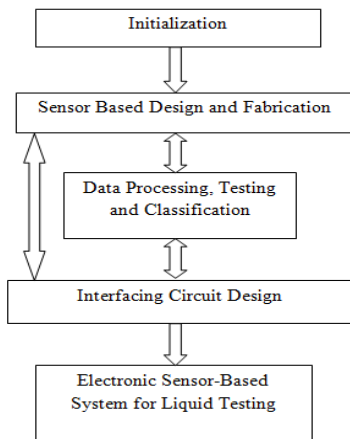 Initialization
Sensor Based Design and Fabrication
Data Processing, Testing
and Classification
Interfacing Circuit Design
Electronic Sensor-Based
System for Liquid Testing